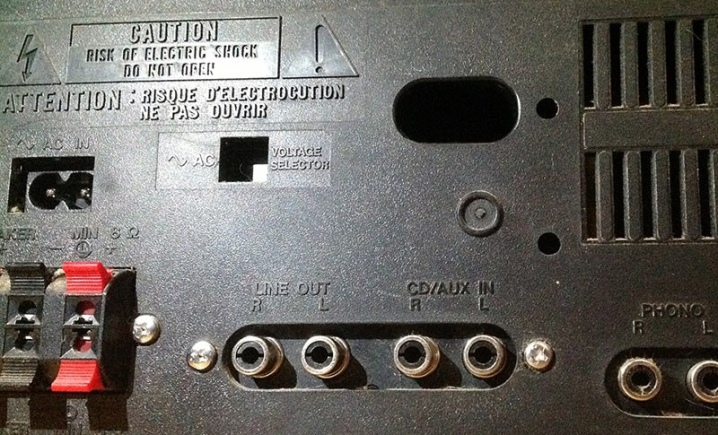 CAUTION
RISK OF ELECTRIC SHOCK
DO NOT OPEN
ATTENTION : RISQUE D'ELECTROCUTION
NE PAS OUVRIR
∿ AC IN
∿ AC
VOLTAGE
SELECTOR
MIN 6 Ω
− +
LINE OUT
R L
CD/AUX IN
R L
PHONO
R L